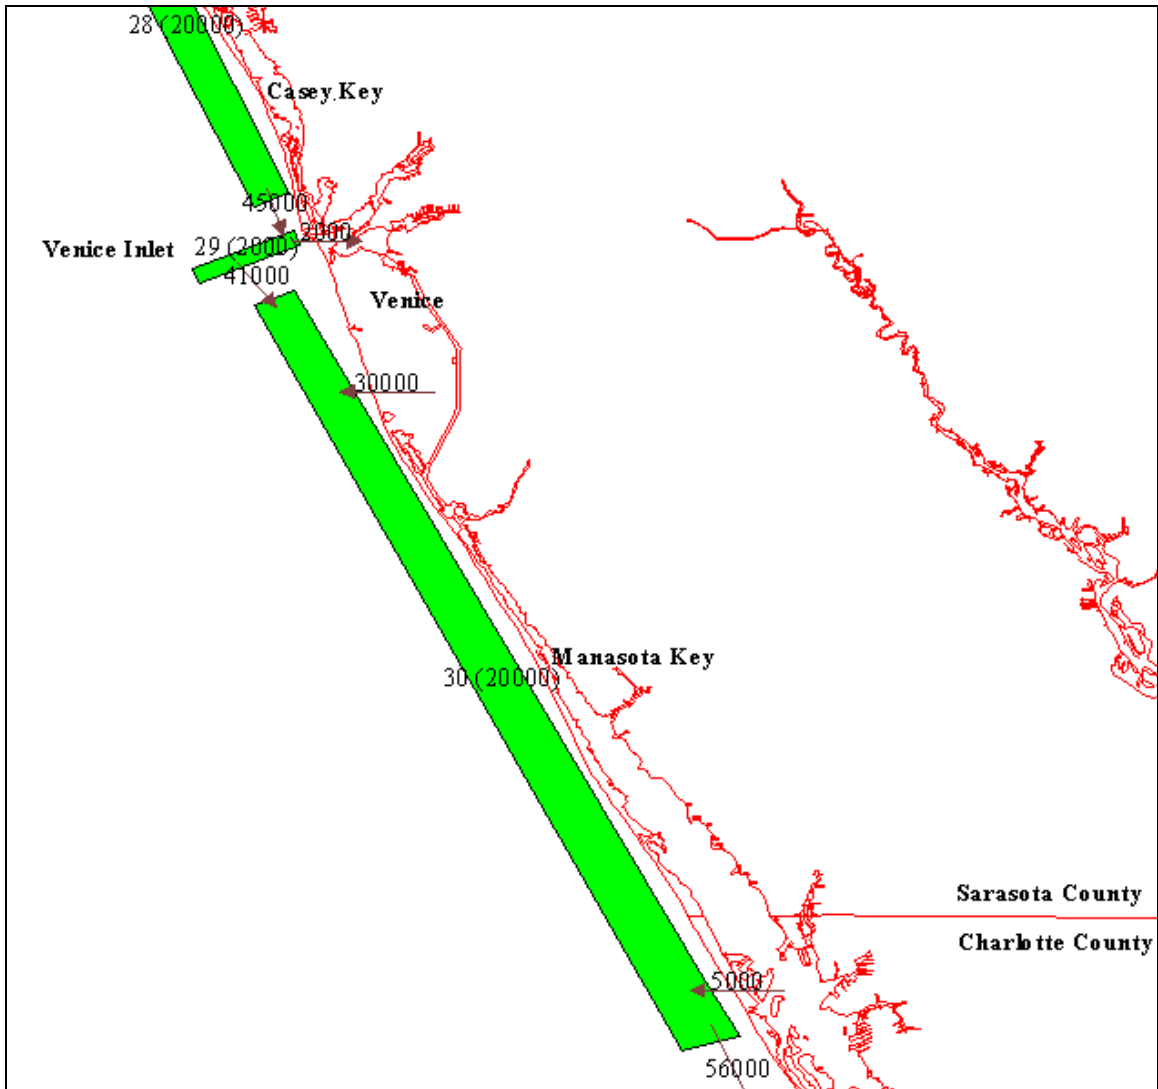 28 (20000)
Casey Key
45000
2000
Venice Inlet
29 (2000)
41000
Venice
30000
Manasota Key
30 (20000)
Sarasota County
Charlotte County
5000
56000